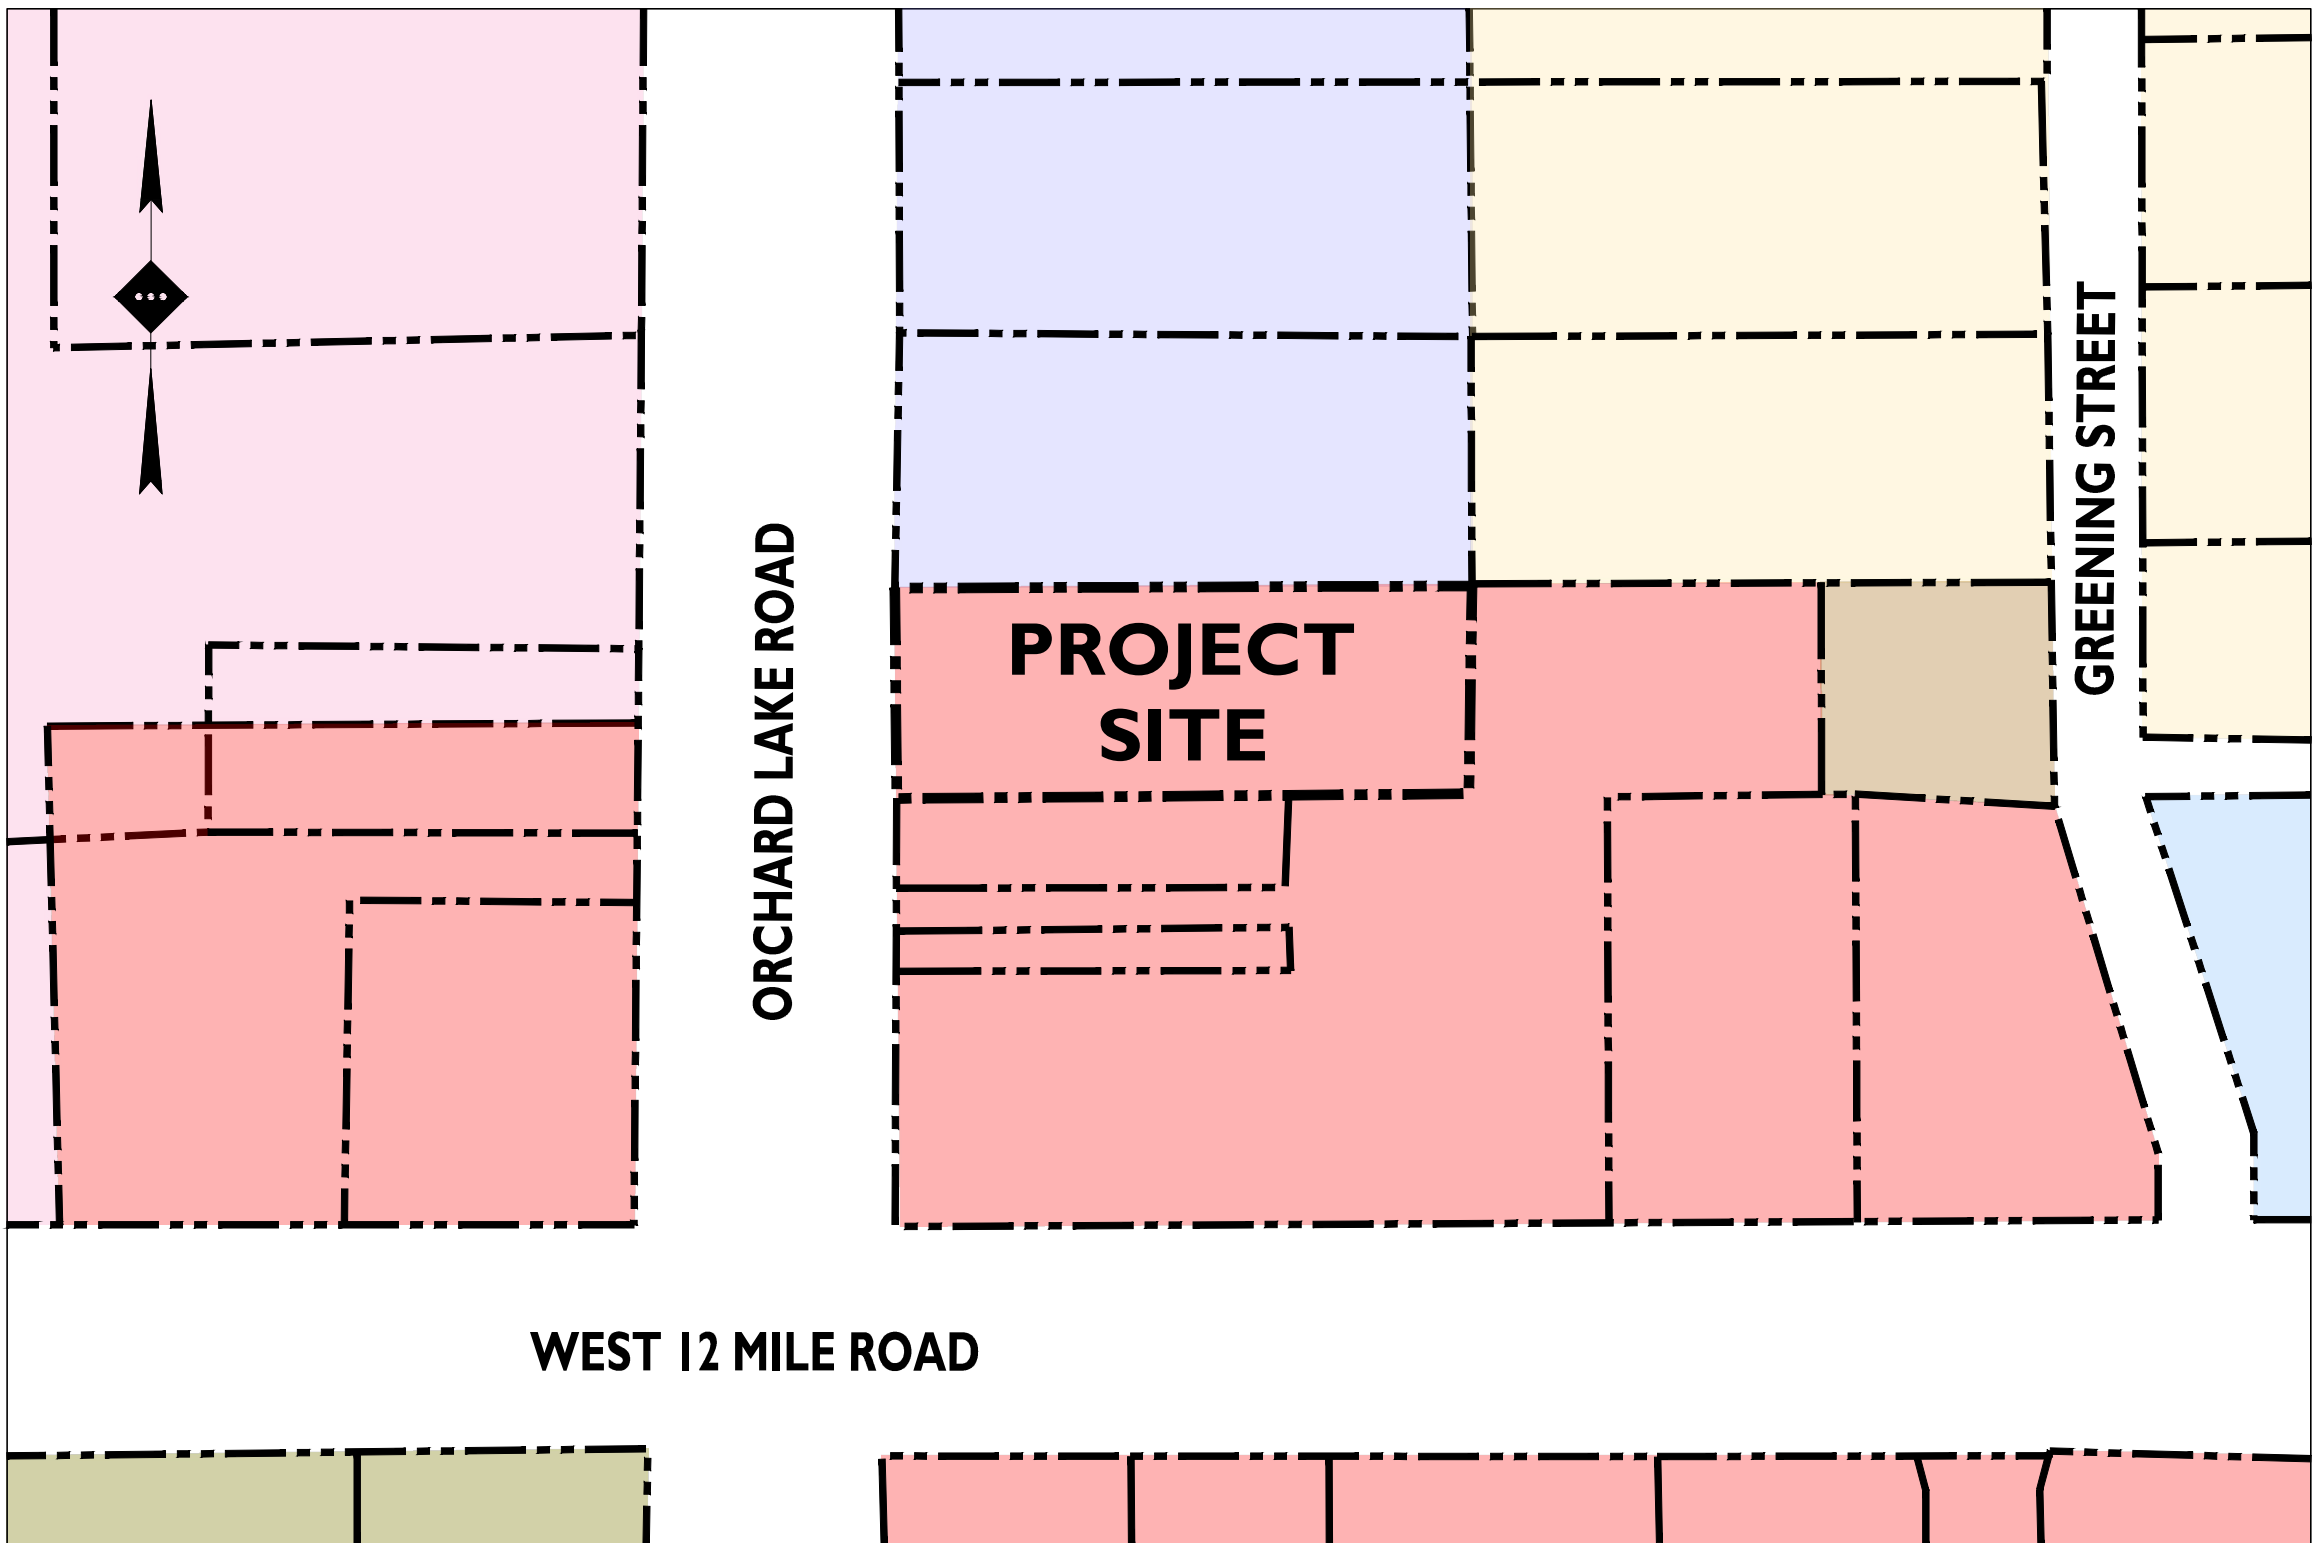 GREENING STREET
ORCHARD LAKE ROAD
PROJECT
SITE
WEST 12 MILE ROAD